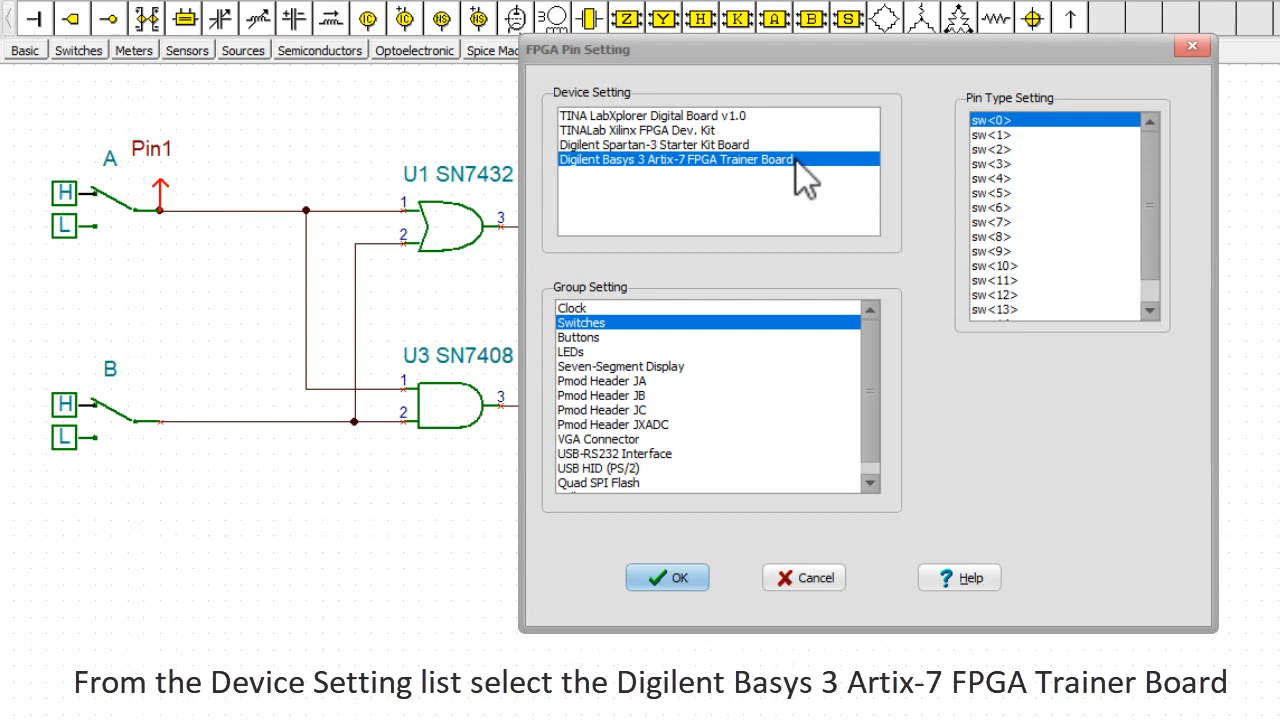 IC
IC
HS
HS
3
Z
Y
H
K
A
B
S
Basic
Switches
Meters
Sensors
Sources
Semiconductors
Optoelectronic
Spice Mac
FPGA Pin Setting
Device Setting
TINA LabXplorer Digital Board v1.0
TINALab Xilinx FPGA Dev. Kit
Digilent Spartan-3 Starter Kit Board
Digilent Basys 3 Artix-7 FPGA Trainer Board
Pin Type Setting
sw<0>
sw<1>
sw<2>
sw<3>
sw<4>
sw<5>
sw<6>
sw<7>
sw<8>
sw<9>
sw<10>
sw<11>
sw<12>
sw<13>
Group Setting
Clock
Switches
Buttons
LEDs
Seven-Segment Display
Pmod Header JA
Pmod Header JB
Pmod Header JC
Pmod Header JXADC
VGA Connector
USB-RS232 Interface
USB HID (PS/2)
Quad SPI Flash
OK
Cancel
? Help
A
Pin1
H
L
U1 SN7432
1
2
3
B
H
L
U3 SN7408
1
2
3
From the Device Setting list select the Digilent Basys 3 Artix-7 FPGA Trainer Board